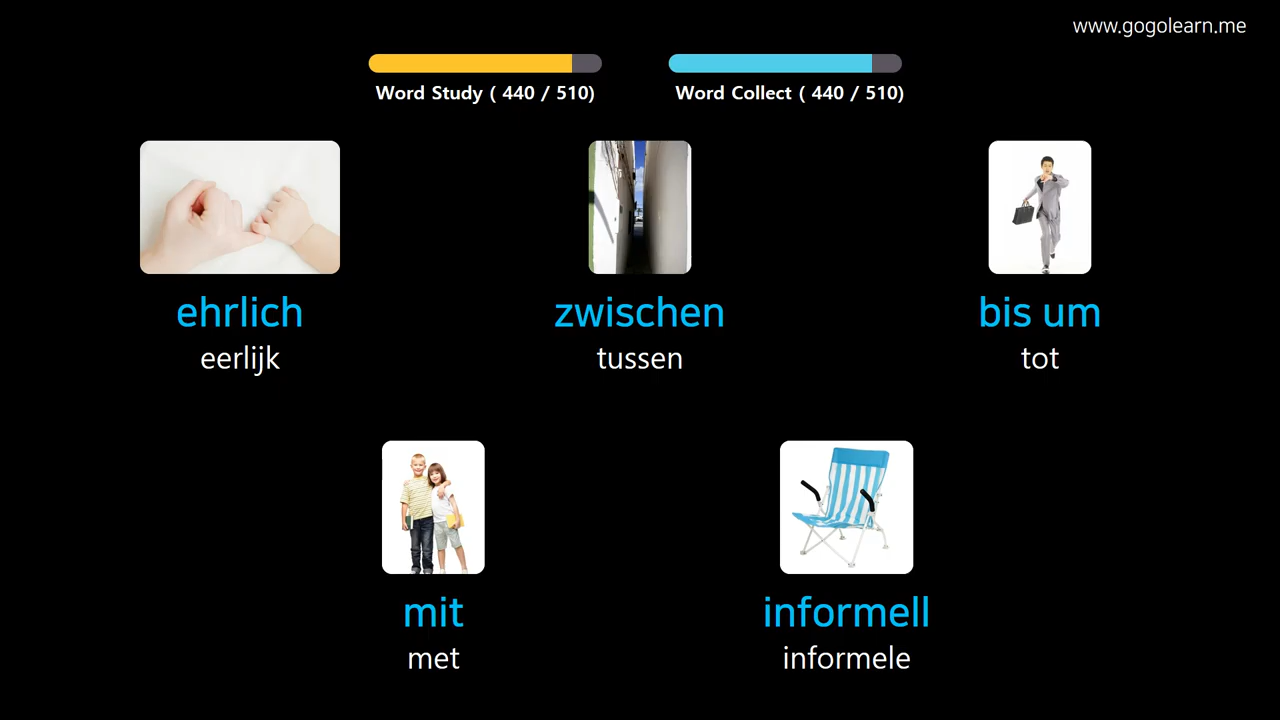 www.gogolearn.me
Word Study ( 440 / 510)
Word Collect ( 440 / 510)
ehrlich
eerlijk
zwischen
tussen
bis um
tot
mit
met
informell
informele